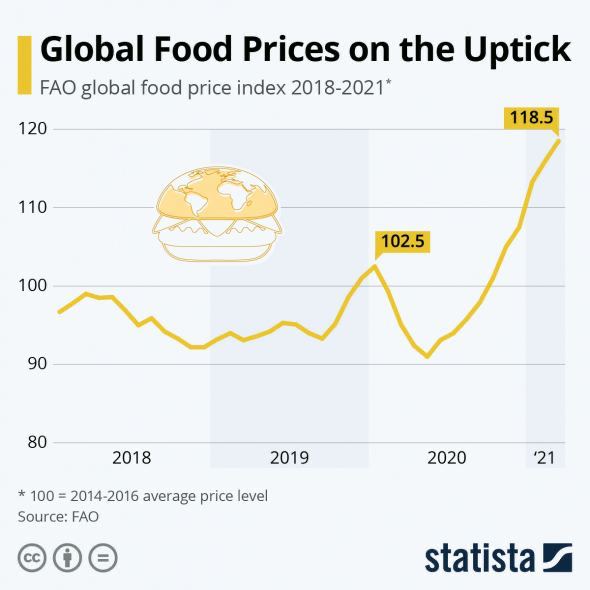 Global Food Prices on the Uptick
FAO global food price index 2018-2021*
120
118.5
110
102.5
100
90
80
2018 2019 2020 '21
* 100 = 2014-2016 average price level
Source: FAO
cc =
statista